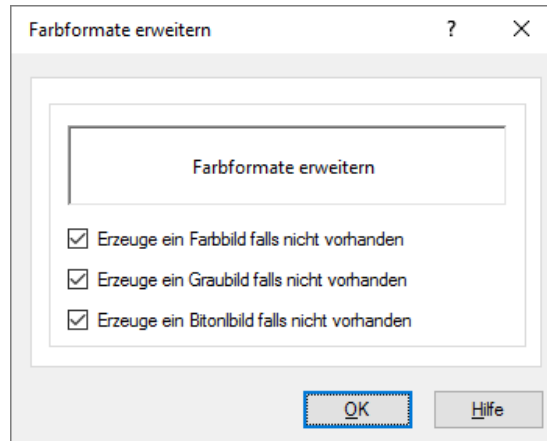 Farbformate erweitern
?
Farbformate erweitern
Erzeuge ein Farbbild falls nicht vorhanden
Erzeuge ein Graubild falls nicht vorhanden
Erzeuge ein Bitonlbild falls nicht vorhanden
OK
Hilfe